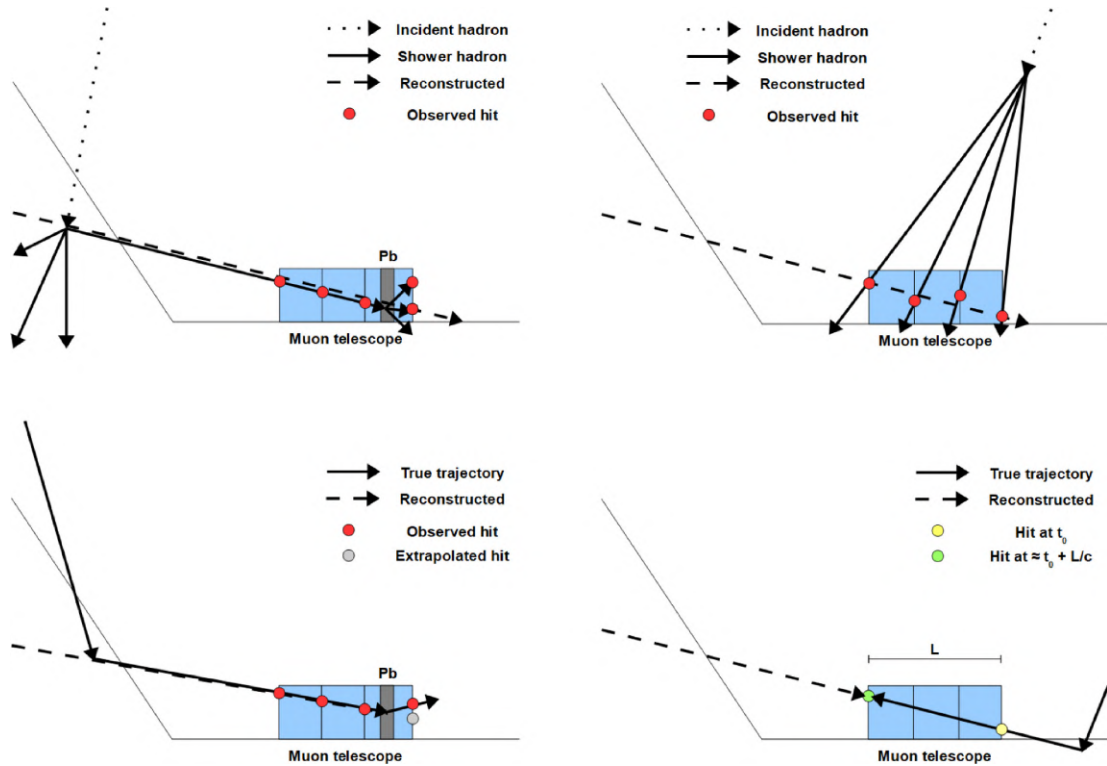 Incident hadron
Shower hadron
Reconstructed
Observed hit
Pb
Muon telescope
Incident hadron
Shower hadron
Reconstructed
Observed hit
Muon telescope
True trajectory
Reconstructed
Observed hit
Extrapolated hit
Pb
Muon telescope
True trajectory
Reconstructed
Hit at t₀
Hit at ≈ t₀ + L/c
L
Muon telescope